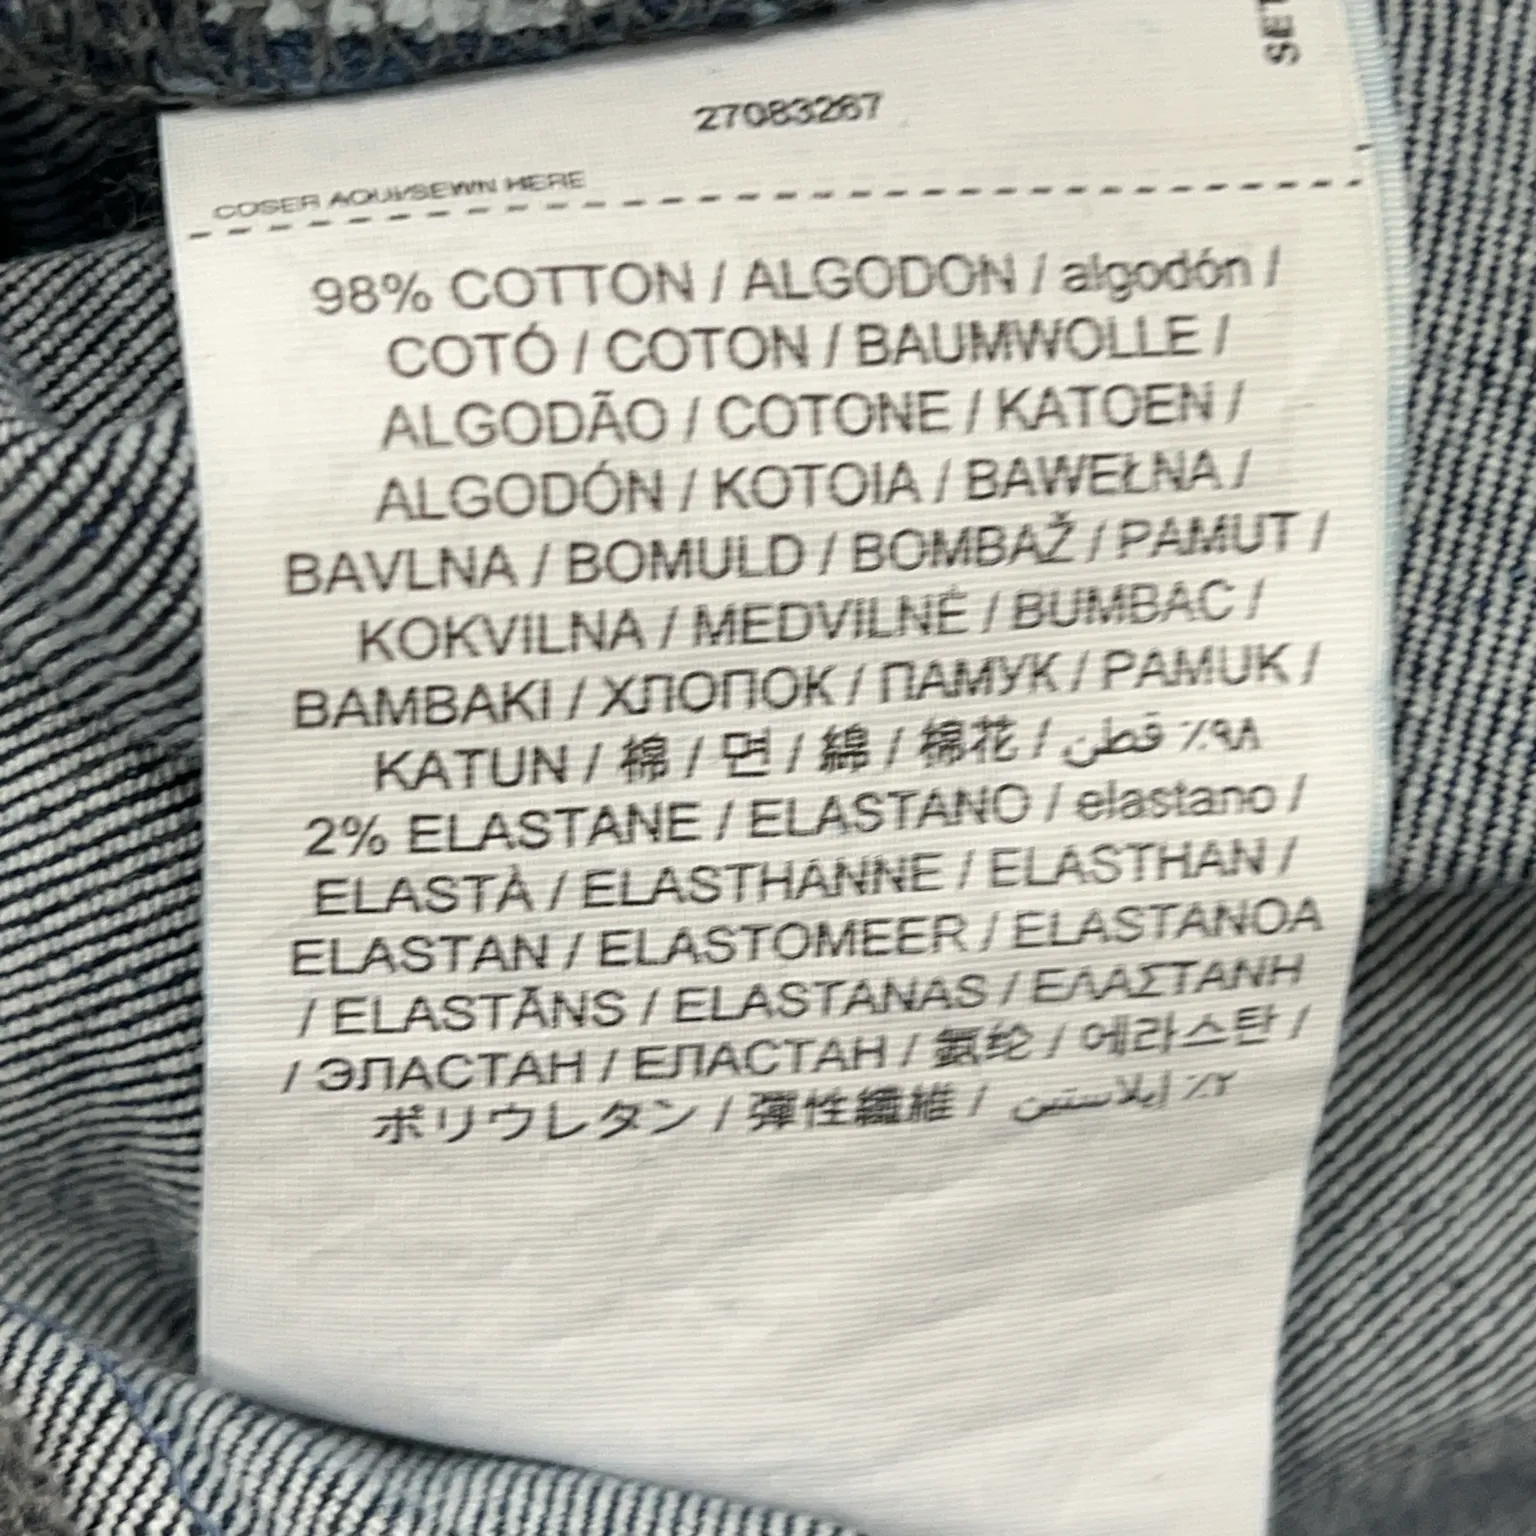 SET
27083267
COSER AQUI/SEWN HERE
98% COTTON / ALGODON / algodón /
COTÓ / COTON / BAUMWOLLE /
ALGODÃO / COTONE / KATOEN /
ALGODÓN / KOTOIA / BAWEŁNA /
BAVLNA / BOMULD / BOMBAŽ / PAMUT /
KOKVILNA / MEDVILNĖ / BUMBAC /
BAMBAKI / ХЛОПОК / ПАМУК / PAMUK /
KATUN / 棉 / 면 / 綿 / 棉花 / ٩٨٪ قطن
2% ELASTANE / ELASTANO / elastano /
ELASTÀ / ELASTHANNE / ELASTHAN /
ELASTAN / ELASTOMEER / ELASTANOA
/ ELASTĀNS / ELASTANAS / ΕΛΑΣΤΑΝΗ
/ ЭЛАСТАН / ЕЛАСТАН / 氨纶 / 에라스탄 /
ポリウレタン / 彈性纖維 / ٢٪ إيلاستين